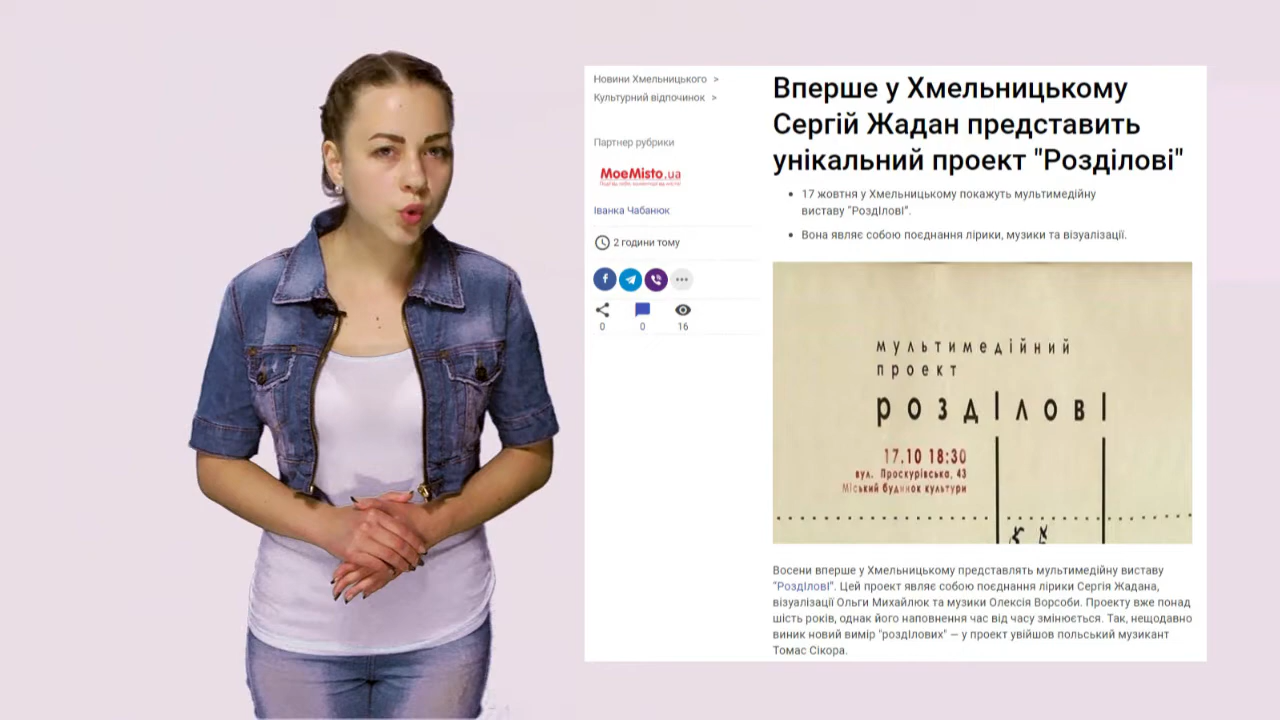 Новини Хмельницького >
Культурний відпочинок >
Партнер рубрики
MoeMisto.ua
Іванка Чабанюк
2 години тому
0
0
16
Вперше у Хмельницькому
Сергій Жадан представить
унікальний проект "Розділові"
17 жовтня у Хмельницькому покажуть мультимедійну
виставу "РоздІловІ".
Вона являє собою поєднання лірики, музики та візуалізації.
мультимедійний
проект
роздІловІ
17.10 18:30
вул. Проскурівська, 43
Міський будинок культури
Восени вперше у Хмельницькому представлять мультимедійну виставу
"РоздІловІ". Цей проект являє собою поєднання лірики Сергія Жадана,
візуалізації Ольги Михайлюк та музики Олексія Ворсоби. Проекту вже понад
шість років, однак його наповнення час від часу змінюється. Так, нещодавно
виник новий вимір "роздІлових" — у проект увійшов польський музикант
Томас Сікора.